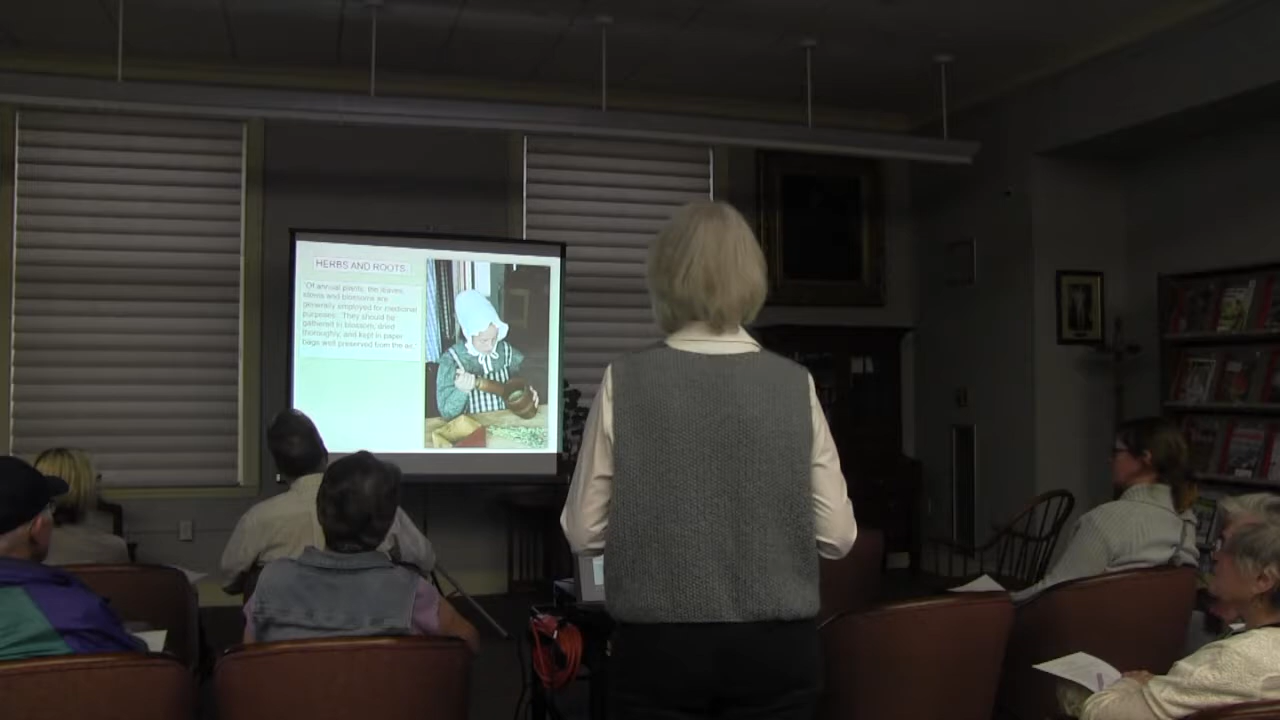 HERBS AND ROOTS
"Of annual plants, the leaves,
stems and blossoms are
generally employed for medicinal
purposes. They should be
gathered in blossom, dried
thoroughly, and kept in paper
bags well preserved from the air."